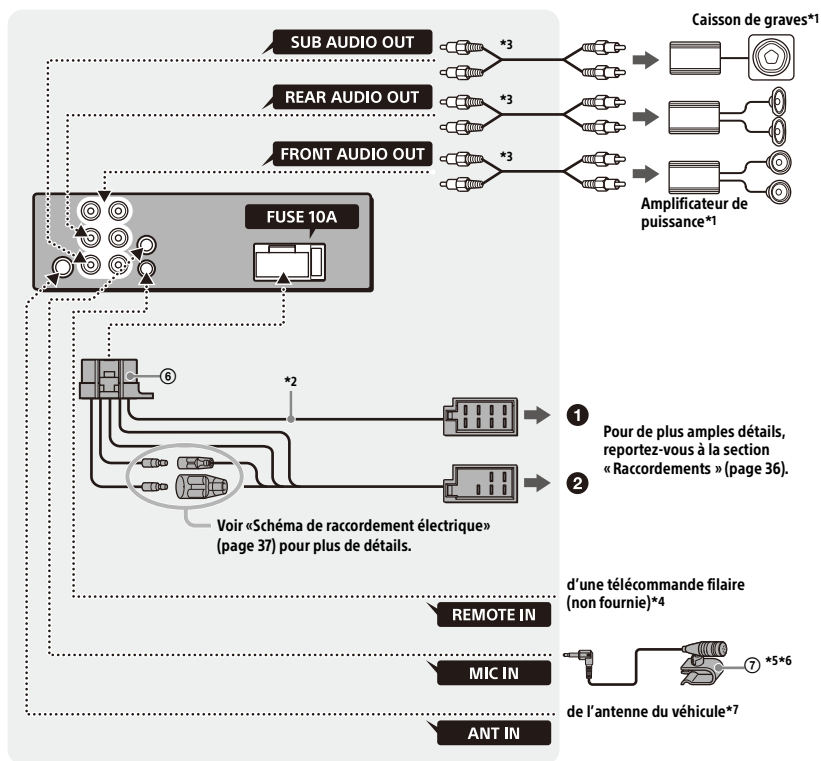 Caisson de graves*1
SUB AUDIO OUT
*3
REAR AUDIO OUT
*3
FRONT AUDIO OUT
*3
Amplificateur de
puissance*1
FUSE 10A
⑥
*2
❶
Pour de plus amples détails,
reportez-vous à la section
« Raccordements » (page 36).
❷
Voir «Schéma de raccordement électrique»
(page 37) pour plus de détails.
d'une télécommande filaire
(non fournie)*4
REMOTE IN
⑦ *5*6
MIC IN
de l'antenne du véhicule*7
ANT IN